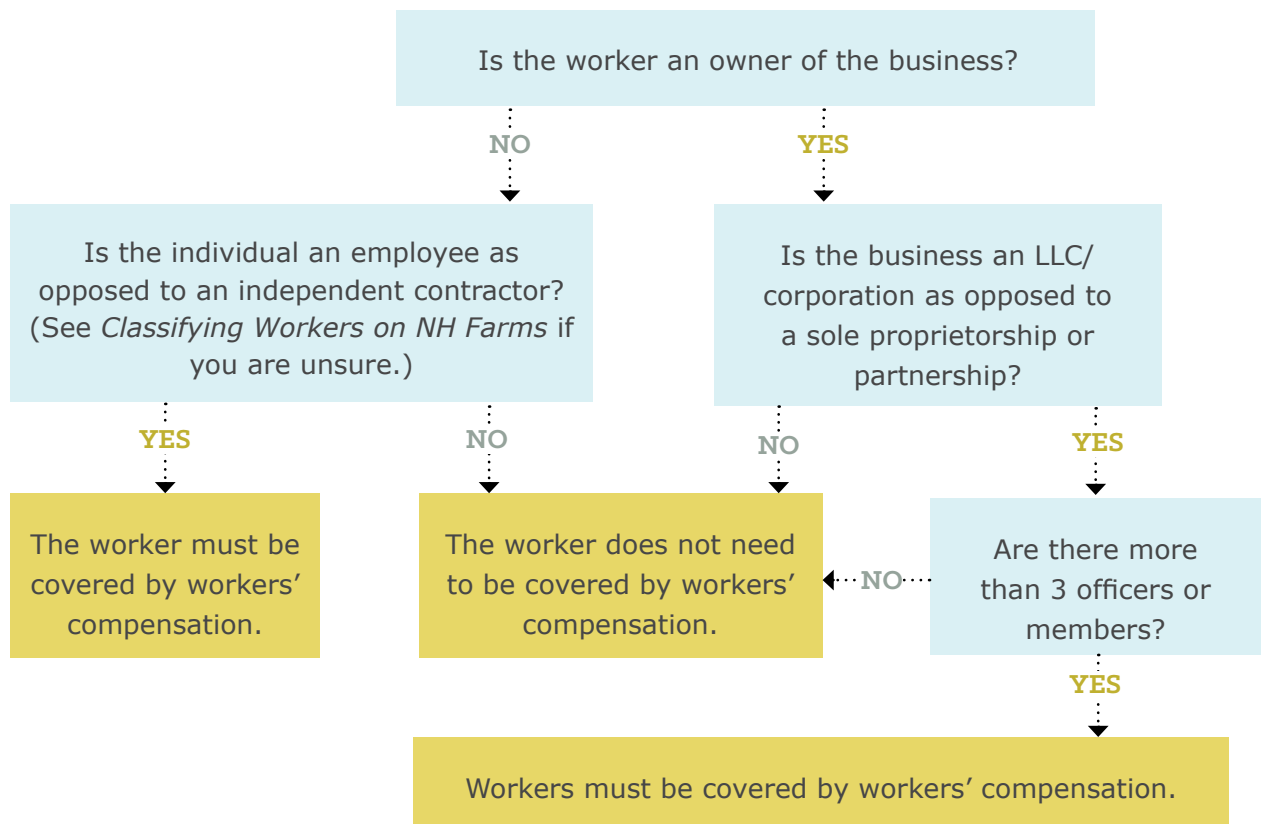 Is the worker an owner of the business?
NO
YES
Is the individual an employee as
opposed to an independent contractor?
(See Classifying Workers on NH Farms if
you are unsure.)
Is the business an LLC/
corporation as opposed to
a sole proprietorship or
partnership?
YES
NO
NO
YES
The worker must be
covered by workers’
compensation.
The worker does not need
to be covered by workers’
compensation.
NO
Are there more
than 3 officers or
members?
YES
Workers must be covered by workers’ compensation.